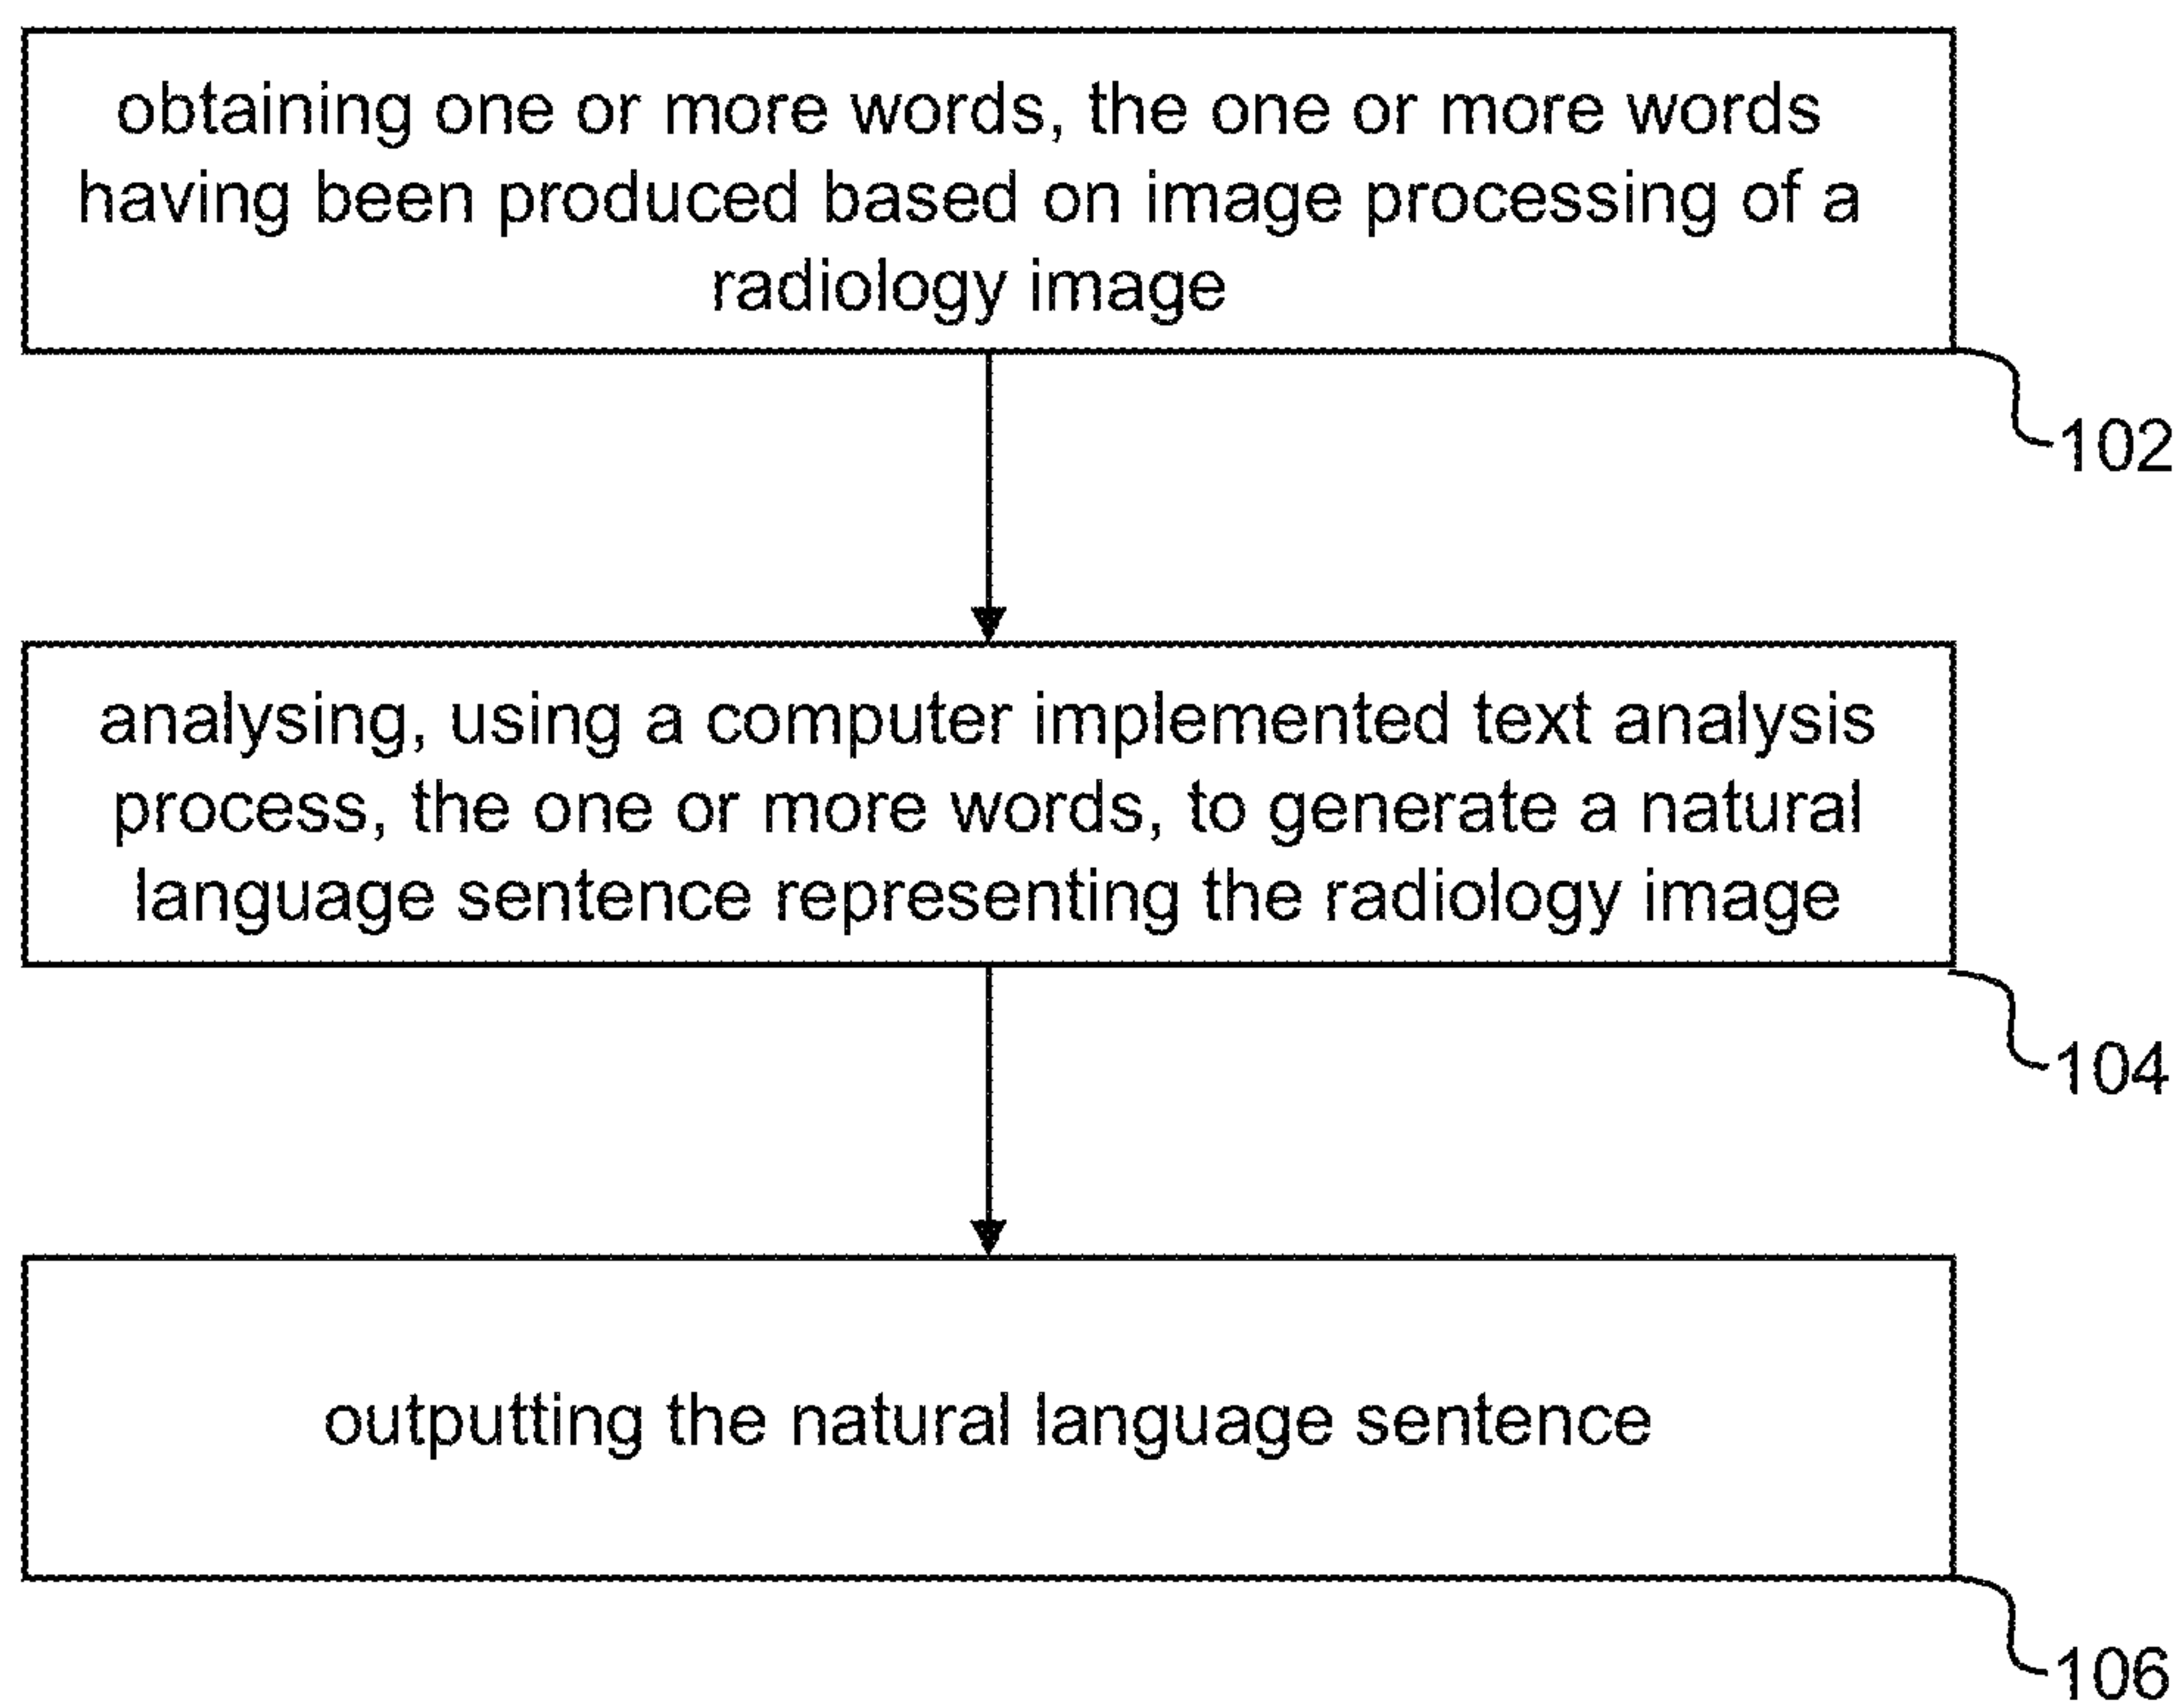 obtaining one or more words, the one or more words
having been produced based on image processing of a
radiology image
102
analysing, using a computer implemented text analysis
process, the one or more words, to generate a natural
language sentence representing the radiology image
104
outputting the natural language sentence
106